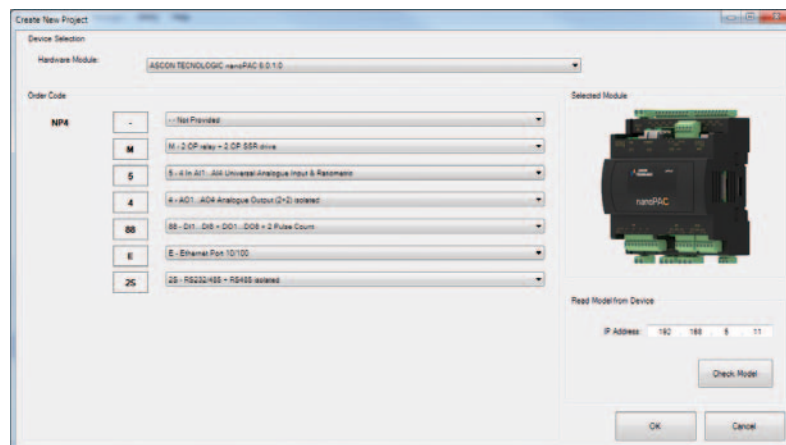 Create New Project
Device Selection
Hardware Module:
ASCON TECNOLOGIC nanoPAC 6.0.1.0
Order Code
NP4
- - - Not Provided
M M - 2 OP relay + 2 OP SSR drive
5 5 - 4 In AI1...AI4 Universal Analogue Input &
4 4 - AO1...AO4 Analogue Output (2+2) isolated
88 88 - DI1...DI8 + DO1...DO8 + 2 Pulse Count
E E - Ethernet Port 10/100
2S 2S - RS232/485 + RS485 isolated
Selected Module
nanoPAC
Read Model from Device
IP Address: 192 . 168 . 5 . 11
Check Model
OK Cancel